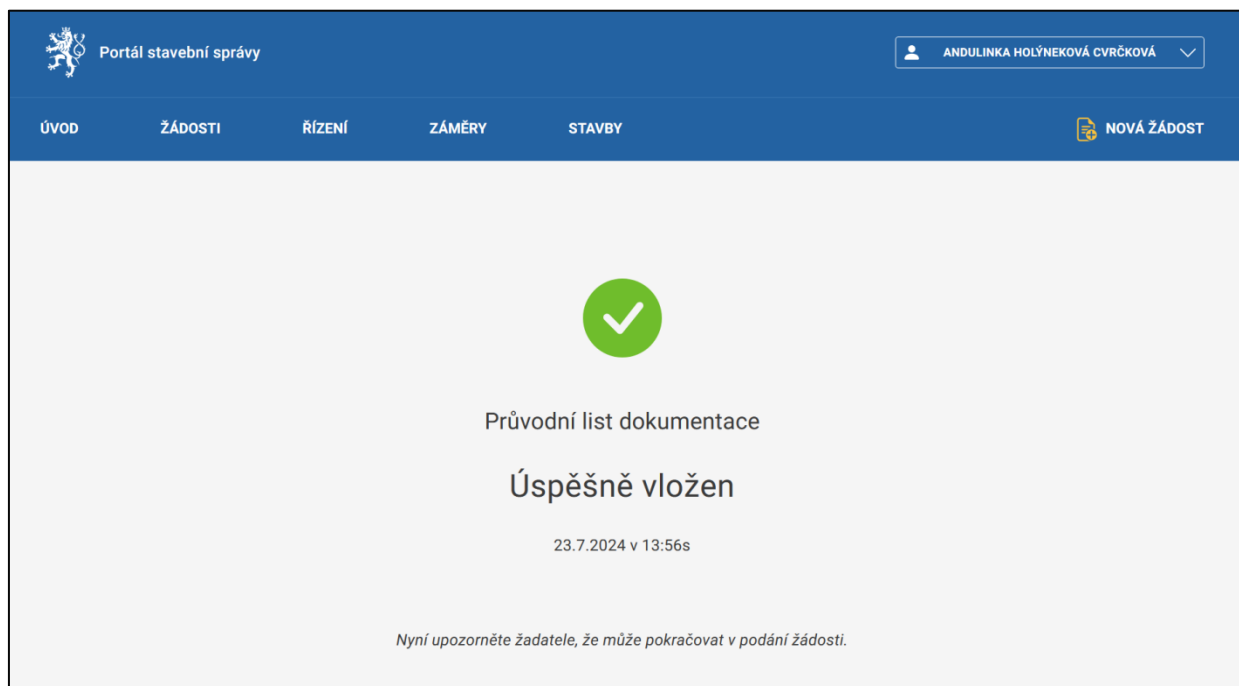 Portál stavební správy
ANDULINKA HOLÝNEKOVÁ CVRČKOVÁ
ÚVOD ŽÁDOSTI ŘÍZENÍ ZÁMĚRY STAVBY NOVÁ ŽÁDOST
Průvodní list dokumentace
Úspěšně vložen
23.7.2024 v 13:56s
Nyní upozorněte žadatele, že může pokračovat v podání žádosti.